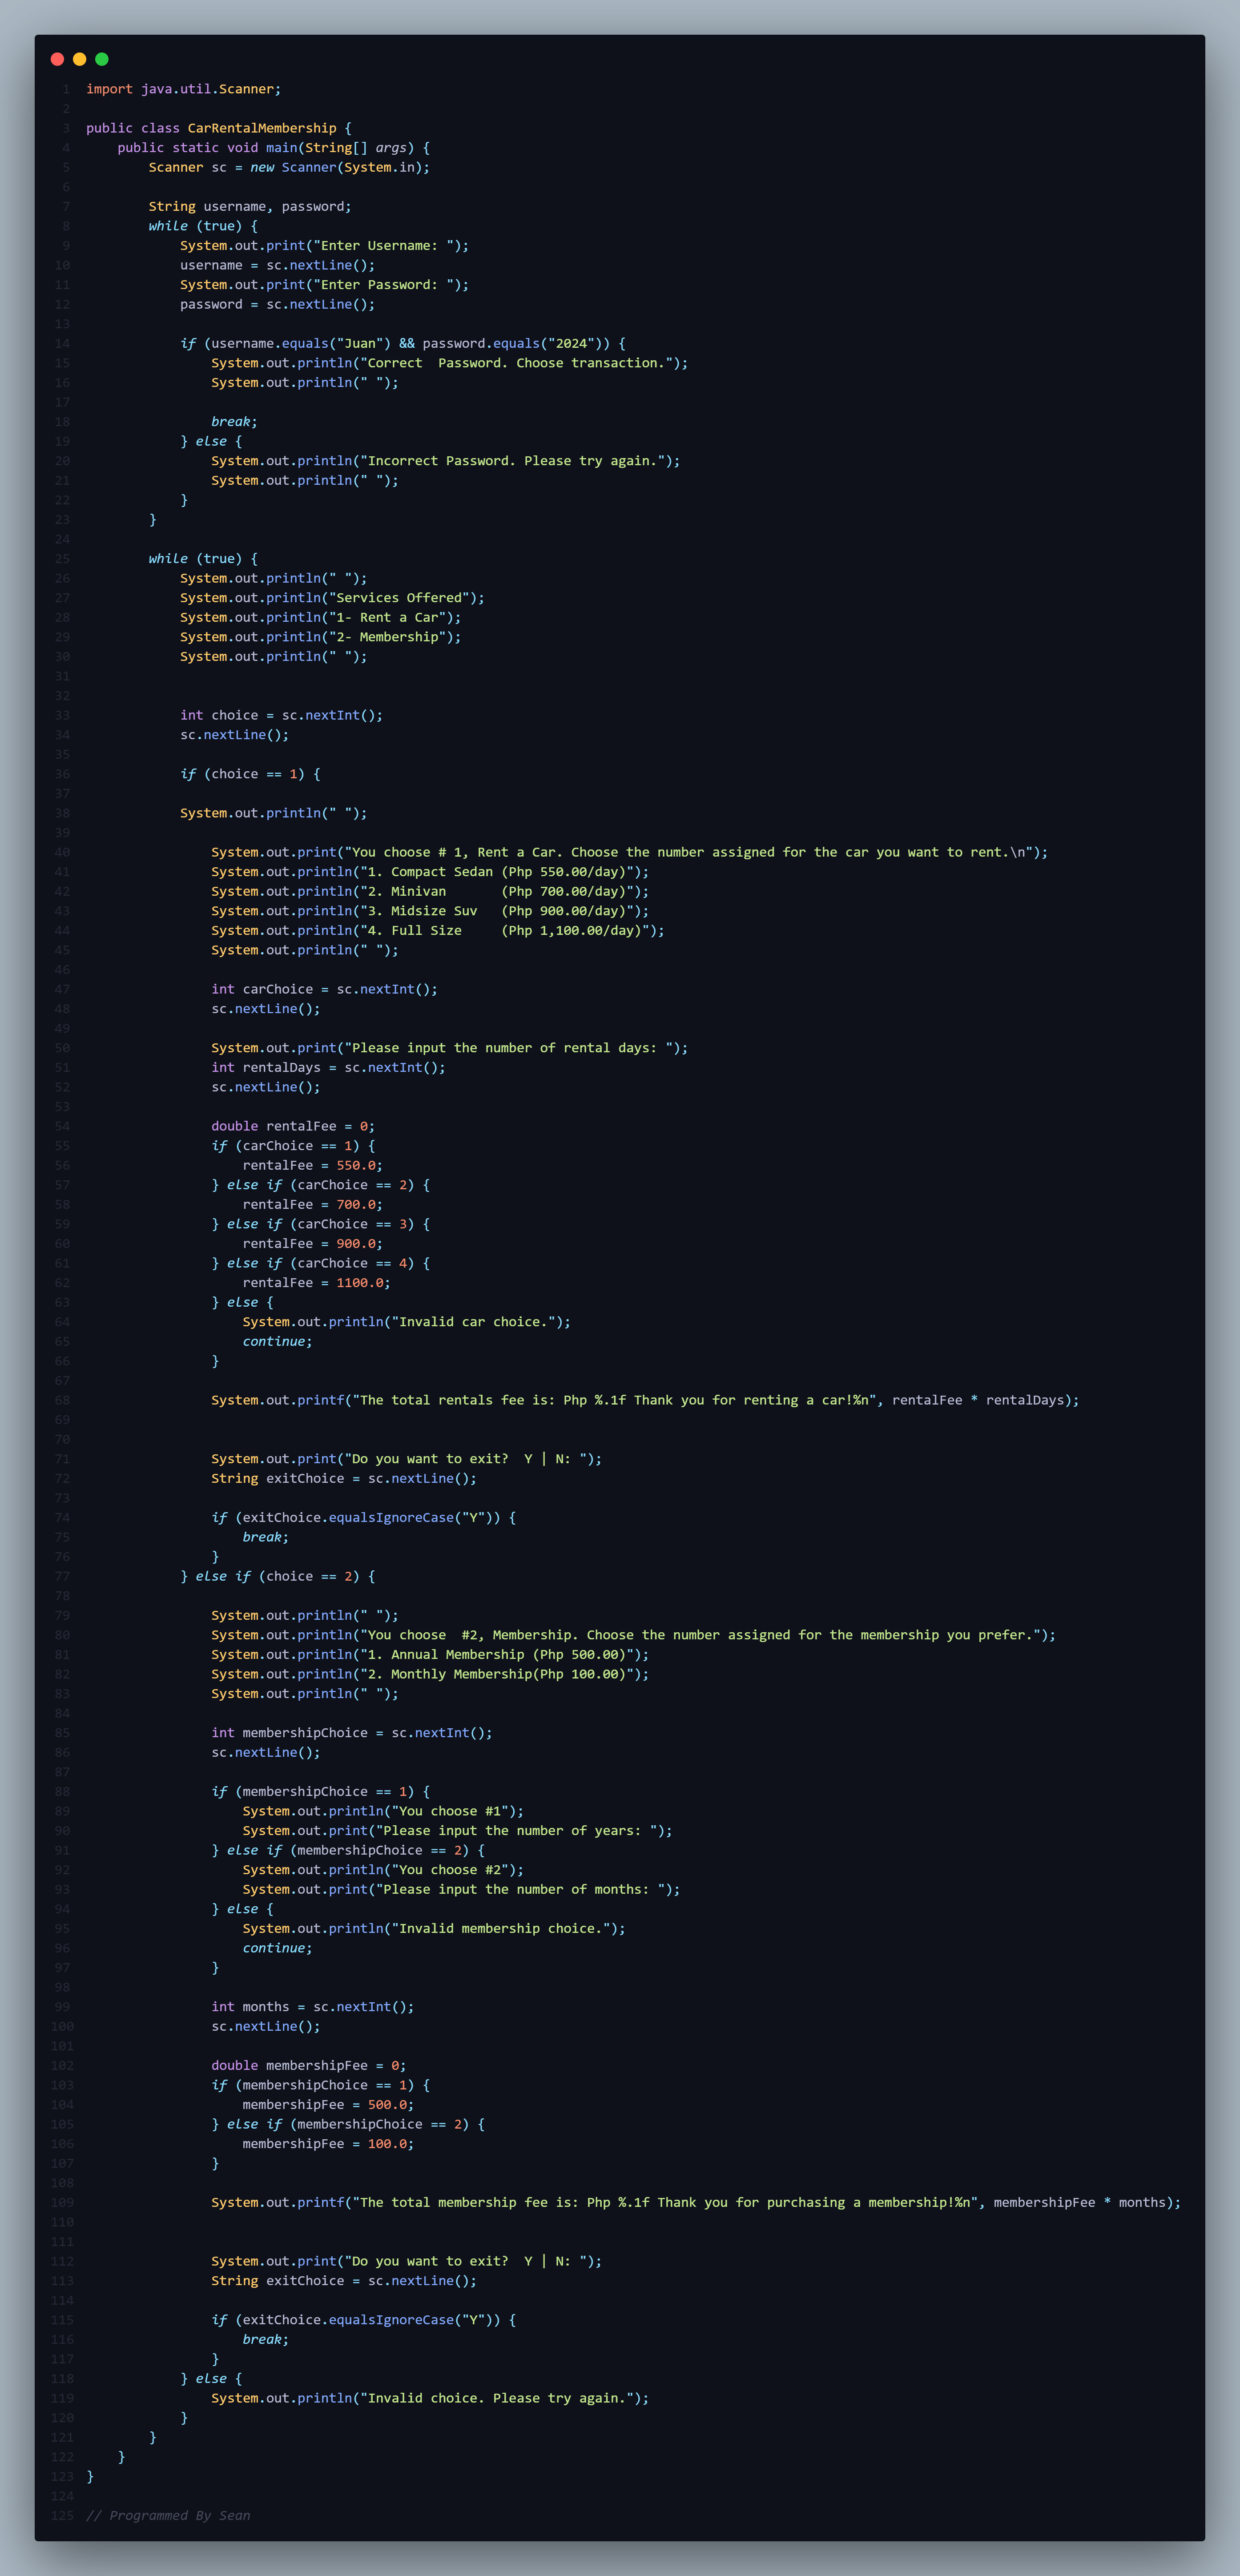 1 import java.util.Scanner;
2
3 public class CarRentalMembership {
4     public static void main(String[] args) {
5         Scanner sc = new Scanner(System.in);
6
7         String username, password;
8         while (true) {
9             System.out.print("Enter Username: ");
10             username = sc.nextLine();
11             System.out.print("Enter Password: ");
12             password = sc.nextLine();
13
14             if (username.equals("Juan") && password.equals("2024")) {
15                 System.out.println("Correct  Password. Choose transaction.");
16                 System.out.println(" ");
17
18                 break;
19             } else {
20                 System.out.println("Incorrect Password. Please try again.");
21                 System.out.println(" ");
22             }
23         }
24
25         while (true) {
26             System.out.println(" ");
27             System.out.println("Services Offered");
28             System.out.println("1- Rent a Car");
29             System.out.println("2- Membership");
30             System.out.println(" ");
31
32
33             int choice = sc.nextInt();
34             sc.nextLine();
35
36             if (choice == 1) {
37
38             System.out.println(" ");
39
40                 System.out.print("You choose # 1, Rent a Car. Choose the number assigned for the car you want to rent.\n");
41                 System.out.println("1. Compact Sedan (Php 550.00/day)");
42                 System.out.println("2. Minivan       (Php 700.00/day)");
43                 System.out.println("3. Midsize Suv   (Php 900.00/day)");
44                 System.out.println("4. Full Size     (Php 1,100.00/day)");
45                 System.out.println(" ");
46
47                 int carChoice = sc.nextInt();
48                 sc.nextLine();
49
50                 System.out.print("Please input the number of rental days: ");
51                 int rentalDays = sc.nextInt();
52                 sc.nextLine();
53
54                 double rentalFee = 0;
55                 if (carChoice == 1) {
56                     rentalFee = 550.0;
57                 } else if (carChoice == 2) {
58                     rentalFee = 700.0;
59                 } else if (carChoice == 3) {
60                     rentalFee = 900.0;
61                 } else if (carChoice == 4) {
62                     rentalFee = 1100.0;
63                 } else {
64                     System.out.println("Invalid car choice.");
65                     continue;
66                 }
67
68                 System.out.printf("The total rentals fee is: Php %.1f Thank you for renting a car!%n", rentalFee * rentalDays);
69
70
71                 System.out.print("Do you want to exit?  Y | N: ");
72                 String exitChoice = sc.nextLine();
73
74                 if (exitChoice.equalsIgnoreCase("Y")) {
75                     break;
76                 }
77             } else if (choice == 2) {
78
79                 System.out.println(" ");
80                 System.out.println("You choose  #2, Membership. Choose the number assigned for the membership you prefer.");
81                 System.out.println("1. Annual Membership (Php 500.00)");
82                 System.out.println("2. Monthly Membership(Php 100.00)");
83                 System.out.println(" ");
84
85                 int membershipChoice = sc.nextInt();
86                 sc.nextLine();
87
88                 if (membershipChoice == 1) {
89                     System.out.println("You choose #1");
90                     System.out.print("Please input the number of years: ");
91                 } else if (membershipChoice == 2) {
92                     System.out.println("You choose #2");
93                     System.out.print("Please input the number of months: ");
94                 } else {
95                     System.out.println("Invalid membership choice.");
96                     continue;
97                 }
98
99                 int months = sc.nextInt();
100                 sc.nextLine();
101
102                 double membershipFee = 0;
103                 if (membershipChoice == 1) {
104                     membershipFee = 500.0;
105                 } else if (membershipChoice == 2) {
106                     membershipFee = 100.0;
107                 }
108
109                 System.out.printf("The total membership fee is: Php %.1f Thank you for purchasing a membership!%n", membershipFee * months);
110
111
112                 System.out.print("Do you want to exit?  Y | N: ");
113                 String exitChoice = sc.nextLine();
114
115                 if (exitChoice.equalsIgnoreCase("Y")) {
116                     break;
117                 }
118             } else {
119                 System.out.println("Invalid choice. Please try again.");
120             }
121         }
122     }
123 }
124
125 // Programmed By Sean